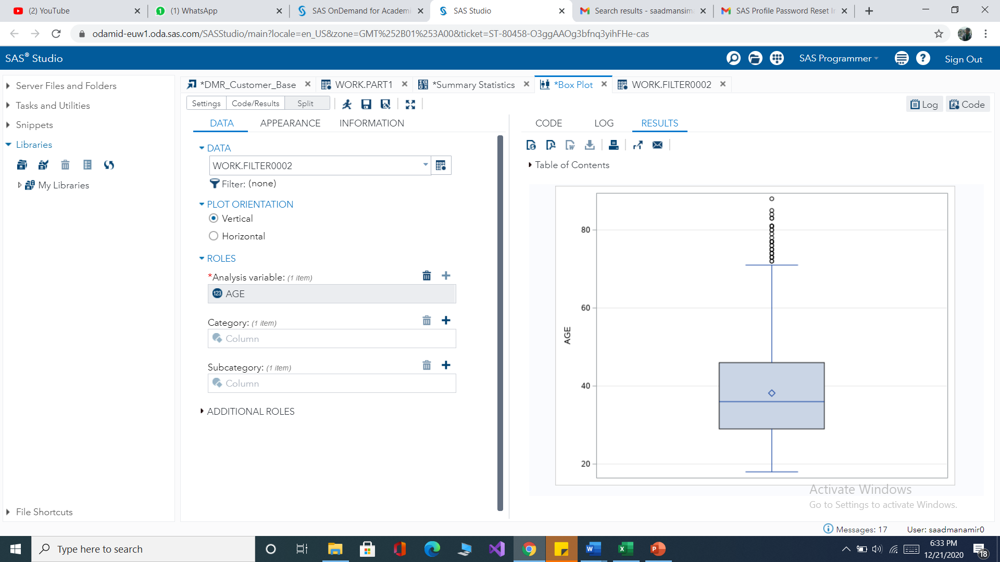 (2) YouTube
(1) WhatsApp
SAS OnDemand for Academi
SAS Studio
Search results - saadmansim
SAS Profile Password Reset In
odamid-euw1.oda.sas.com/SASStudio/main?locale=en_US&zone=GMT%252B01%253A00&ticket=ST-80458-O3ggAAOg3bfnq3yihFHe-cas
SAS® Studio
SAS Programmer
Sign Out
Server Files and Folders
Tasks and Utilities
Snippets
Libraries
My Libraries
File Shortcuts
*DMR_Customer_Base
WORK.PART1
*Summary Statistics
*Box Plot
WORK.FILTER0002
Settings
Code/Results
Split
Log
Code
DATA
APPEARANCE
INFORMATION
DATA
WORK.FILTER0002
Filter: (none)
PLOT ORIENTATION
Vertical
Horizontal
ROLES
*Analysis variable: (1 item)
123 AGE
Category: (1 item)
Column
Subcategory: (1 item)
Column
ADDITIONAL ROLES
CODE
LOG
RESULTS
Table of Contents
80
60
40
20
AGE
Activate Windows
Go to Settings to activate Windows.
Messages: 17
User: saadmanamir0
Type here to search
6:33 PM
12/21/2020
18